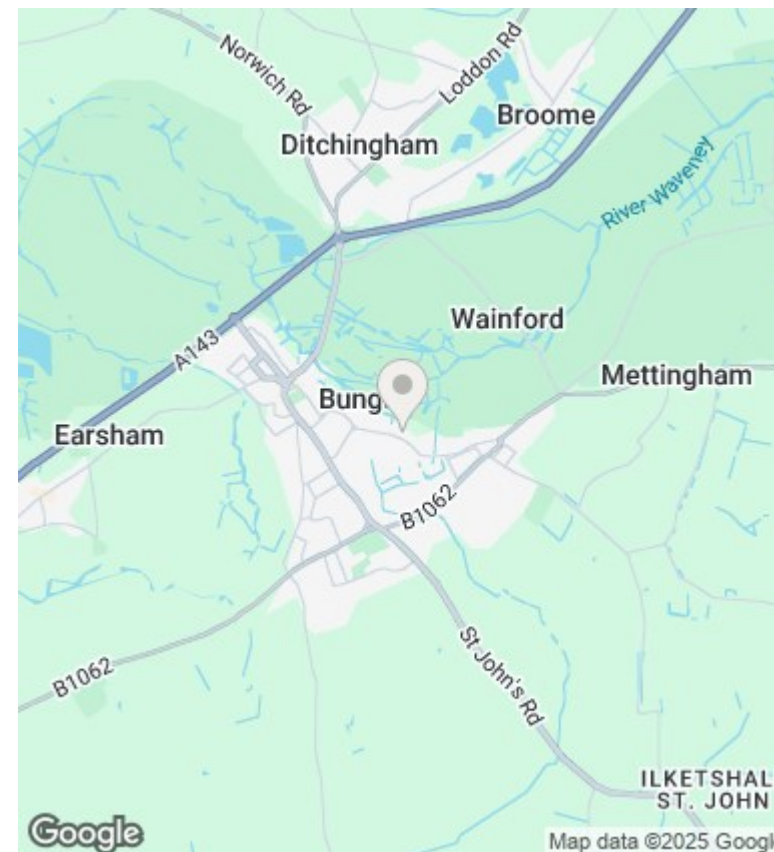 Norwich Rd
Loddon Rd
Broome
Ditchingham
River Waveney
Wainford
A143
Mettingham
Bung
Earsham
B1062
B1062
St John's Rd
ILKETSHAL
ST. JOHN
Google
Map data ©2025 Googl